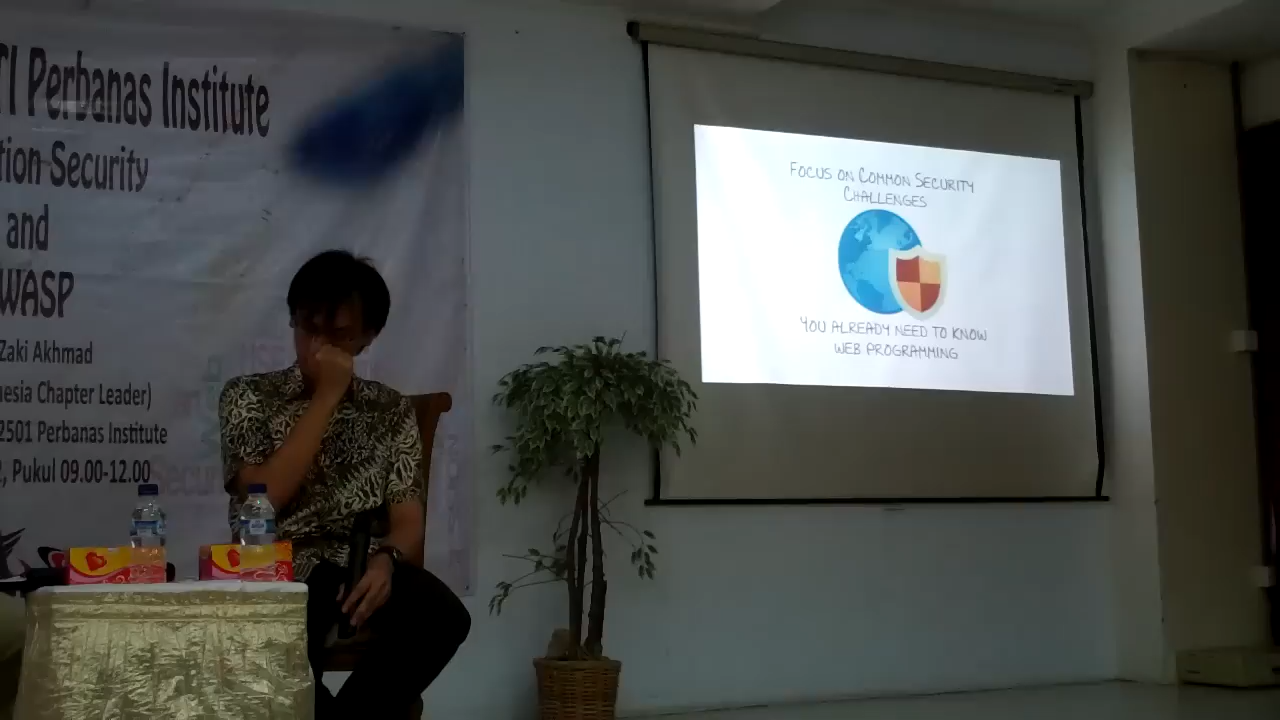 TI Perbanas Institute
tion Security
and
WASP
Zaki Akhmad
nesia Chapter Leader)
2501 Perbanas Institute
, Pukul 09.00-12.00
FOCUS ON COMMON SECURITY
CHALLENGES
YOU ALREADY NEED TO KNOW
WEB PROGRAMMING